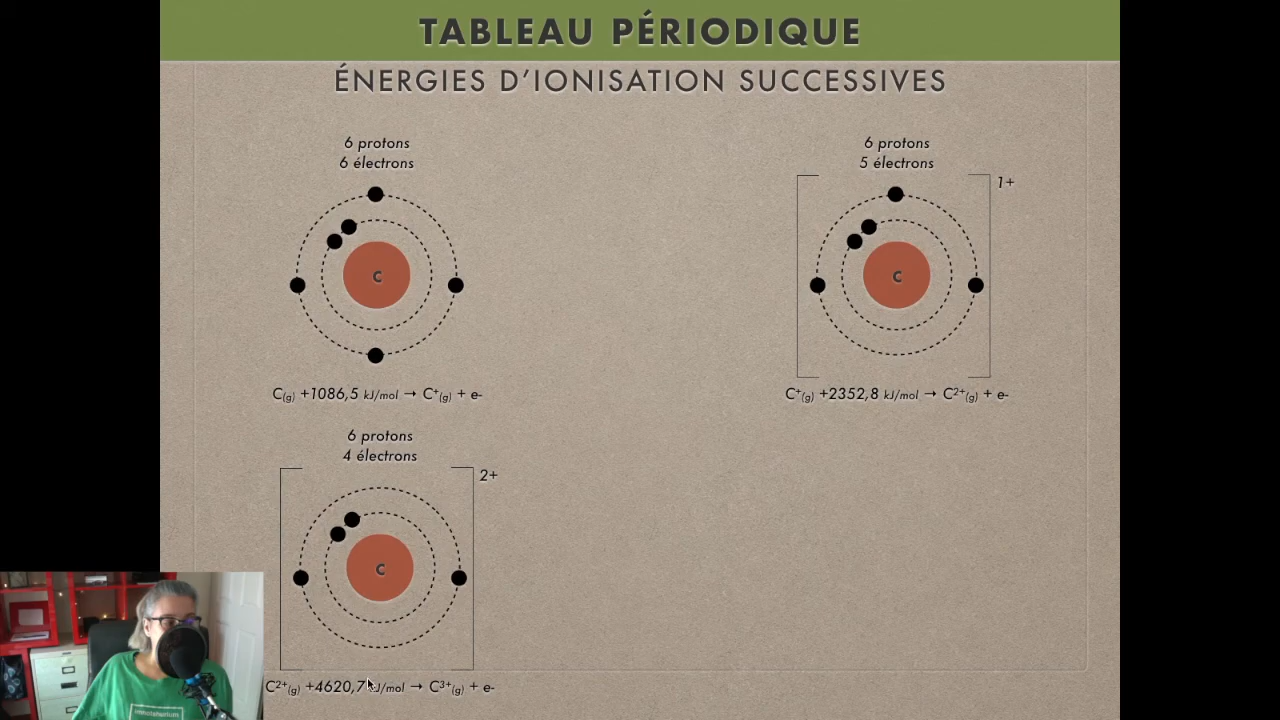 TABLEAU PÉRIODIQUE
ÉNERGIES D'IONISATION SUCCESSIVES
6 protons
6 électrons
C
C(g) +1086,5 kJ/mol → C⁺(g) + e-
6 protons
5 électrons
1+
C
C⁺(g) +2352,8 kJ/mol → C²⁺(g) + e-
6 protons
4 électrons
2+
C
C²⁺(g) +4620,7 kJ/mol → C³⁺(g) + e-